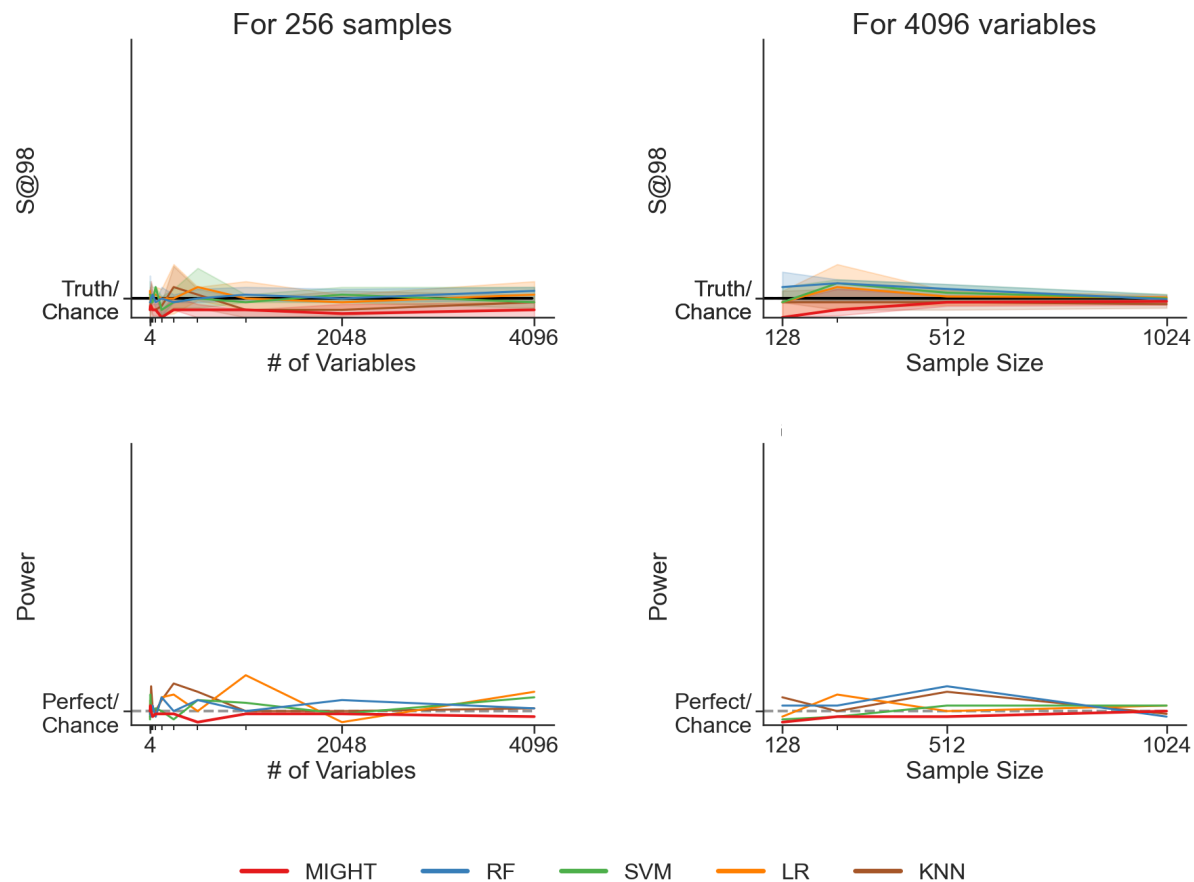 For 256 samples
For 4096 variables
S@98
Truth/
Chance
4
2048
4096
# of Variables
S@98
Truth/
Chance
128
512
1024
Sample Size
Power
Perfect/
Chance
4
2048
4096
# of Variables
Power
Perfect/
Chance
128
512
1024
Sample Size
MIGHT
RF
SVM
LR
KNN